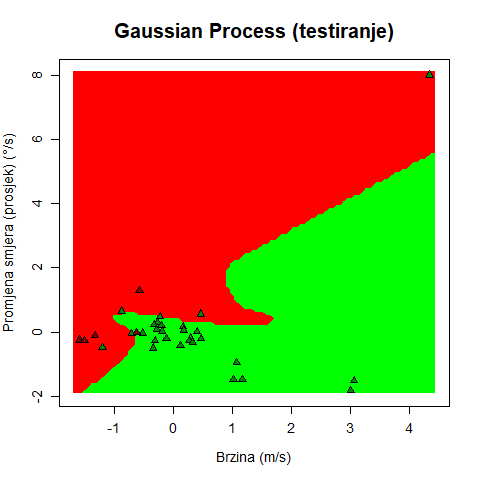 Gaussian Process (testiranje)
Promjena smjera (prosjek) (°/s)
8
6
4
2
0
-2
-1 0 1 2 3 4
Brzina (m/s)